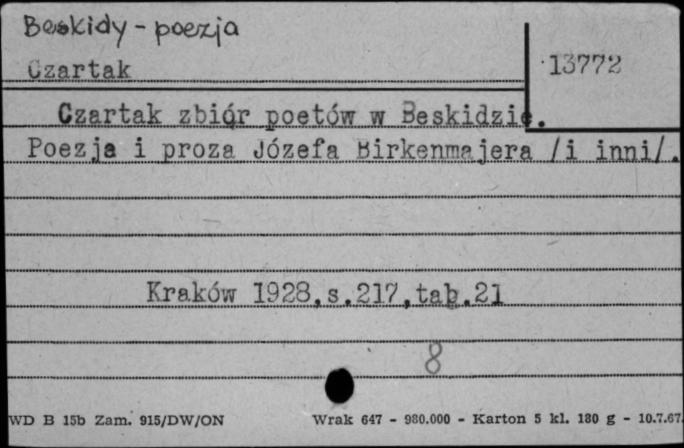 Beskidy - poezja
Czartak
13772
Czartak zbiór poetów w Beskidzie.
Poezja i proza Józefa Birkenmajera /i inni/.
Kraków 1928,s.217,tab.21
8
WD B 15b Zam. 915/DW/ON Wrak 647 - 980.000 - Karton 5 kl. 180 g - 10.7.67.